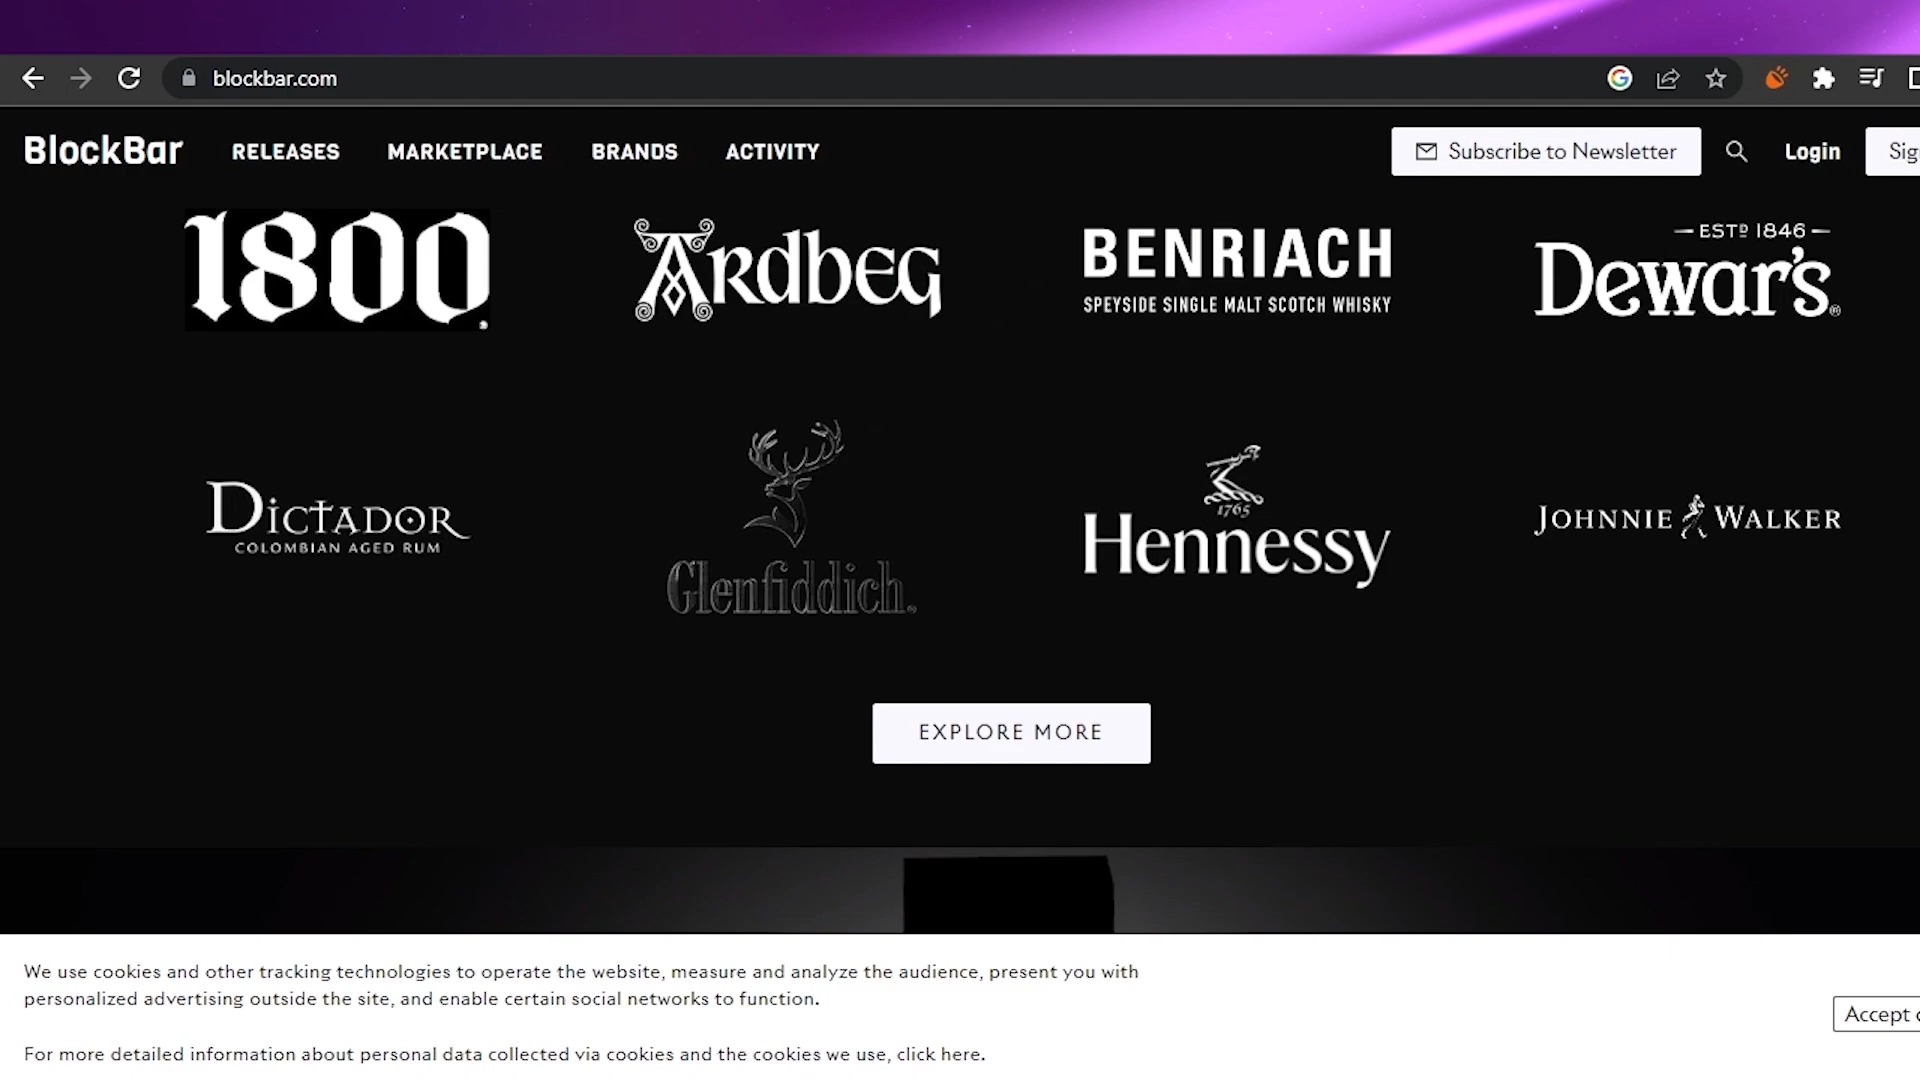 blockbar.com
BlockBar RELEASES MARKETPLACE BRANDS ACTIVITY Subscribe to Newsletter Login Sig
1800
ARdbeg
BENRIACH
SPEYSIDE SINGLE MALT SCOTCH WHISKY
ESTD 1846
Dewar's®
DICTADOR
COLOMBIAN AGED RUM
Glenfiddich
1765
Hennessy
JOHNNIE WALKER
EXPLORE MORE
We use cookies and other tracking technologies to operate the website, measure and analyze the audience, present you with
personalized advertising outside the site, and enable certain social networks to function.
Accept
For more detailed information about personal data collected via cookies and the cookies we use, click here.